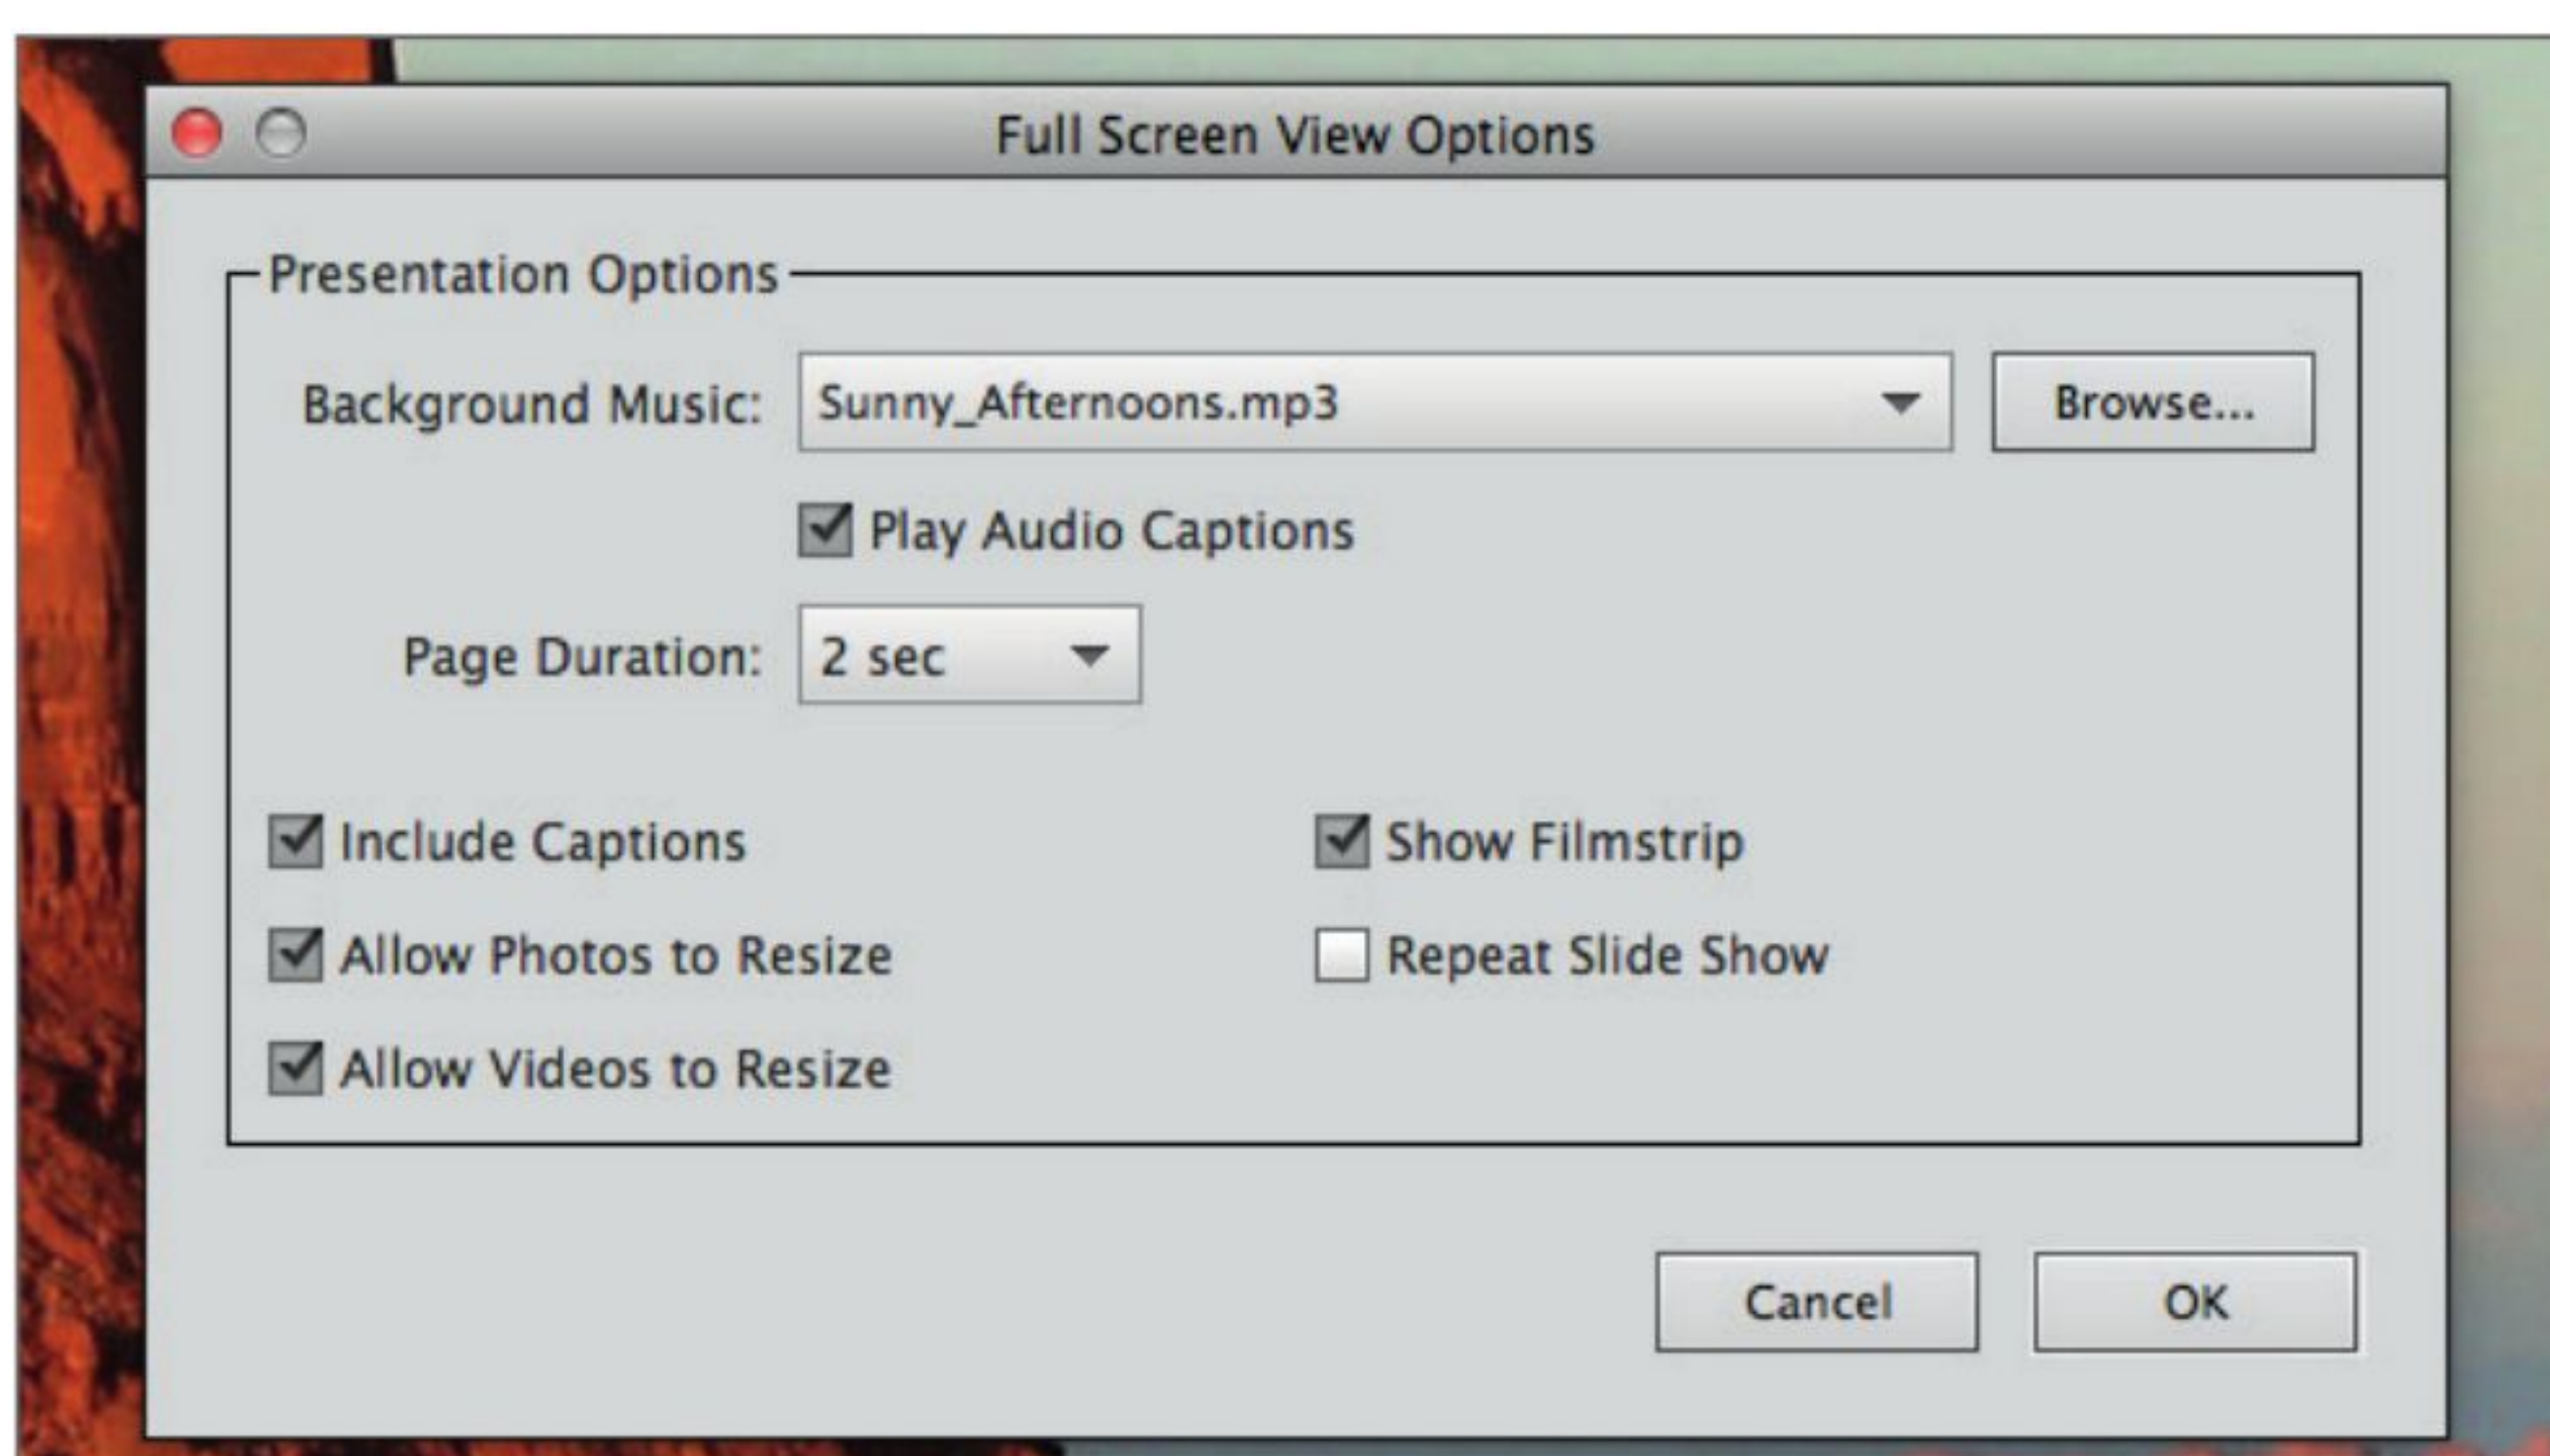 Full Screen View Options
Presentation Options
Background Music: Sunny_Afternoons.mp3 Browse...
Play Audio Captions
Page Duration: 2 sec
Include Captions Show Filmstrip
Allow Photos to Resize Repeat Slide Show
Allow Videos to Resize
Cancel OK